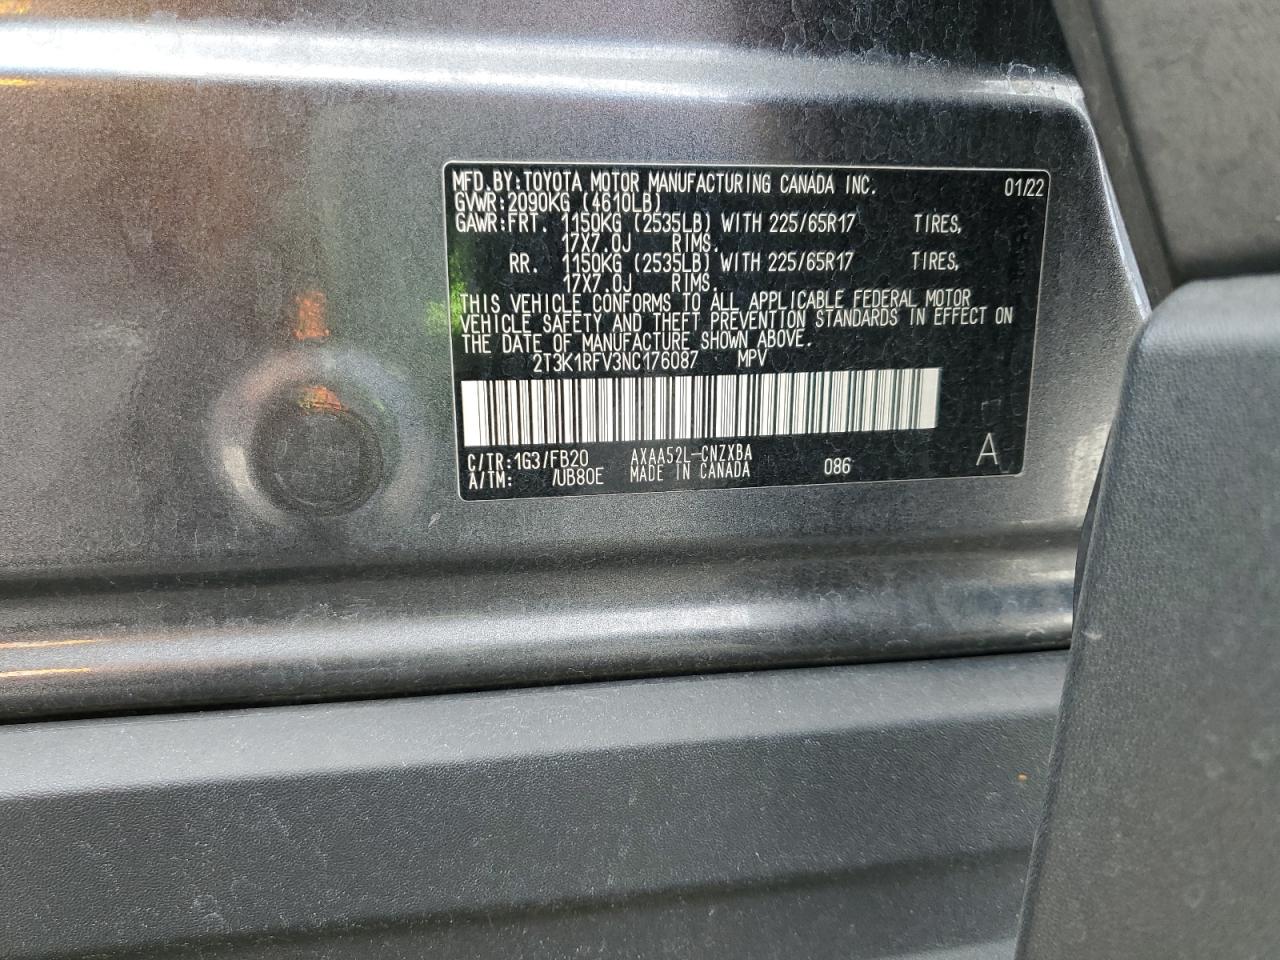 MFD.BY:TOYOTA MOTOR MANUFACTURING CANADA INC. 01/22
GVWR:2090KG (4610LB)
GAWR:FRT. 1150KG (2535LB) WITH 225/65R17 TIRES,
17X7.0J RIMS.
RR. 1150KG (2535LB) WITH 225/65R17 TIRES,
17X7.0J RIMS.
THIS VEHICLE CONFORMS TO ALL APPLICABLE FEDERAL MOTOR
VEHICLE SAFETY AND THEFT PREVENTION STANDARDS IN EFFECT ON
THE DATE OF MANUFACTURE SHOWN ABOVE.
2T3K1RFV3NC176087 MPV
C/TR:1G3/FB20 AXAA52L-CNZXBA
A/TM: /UB80E MADE IN CANADA 086 A